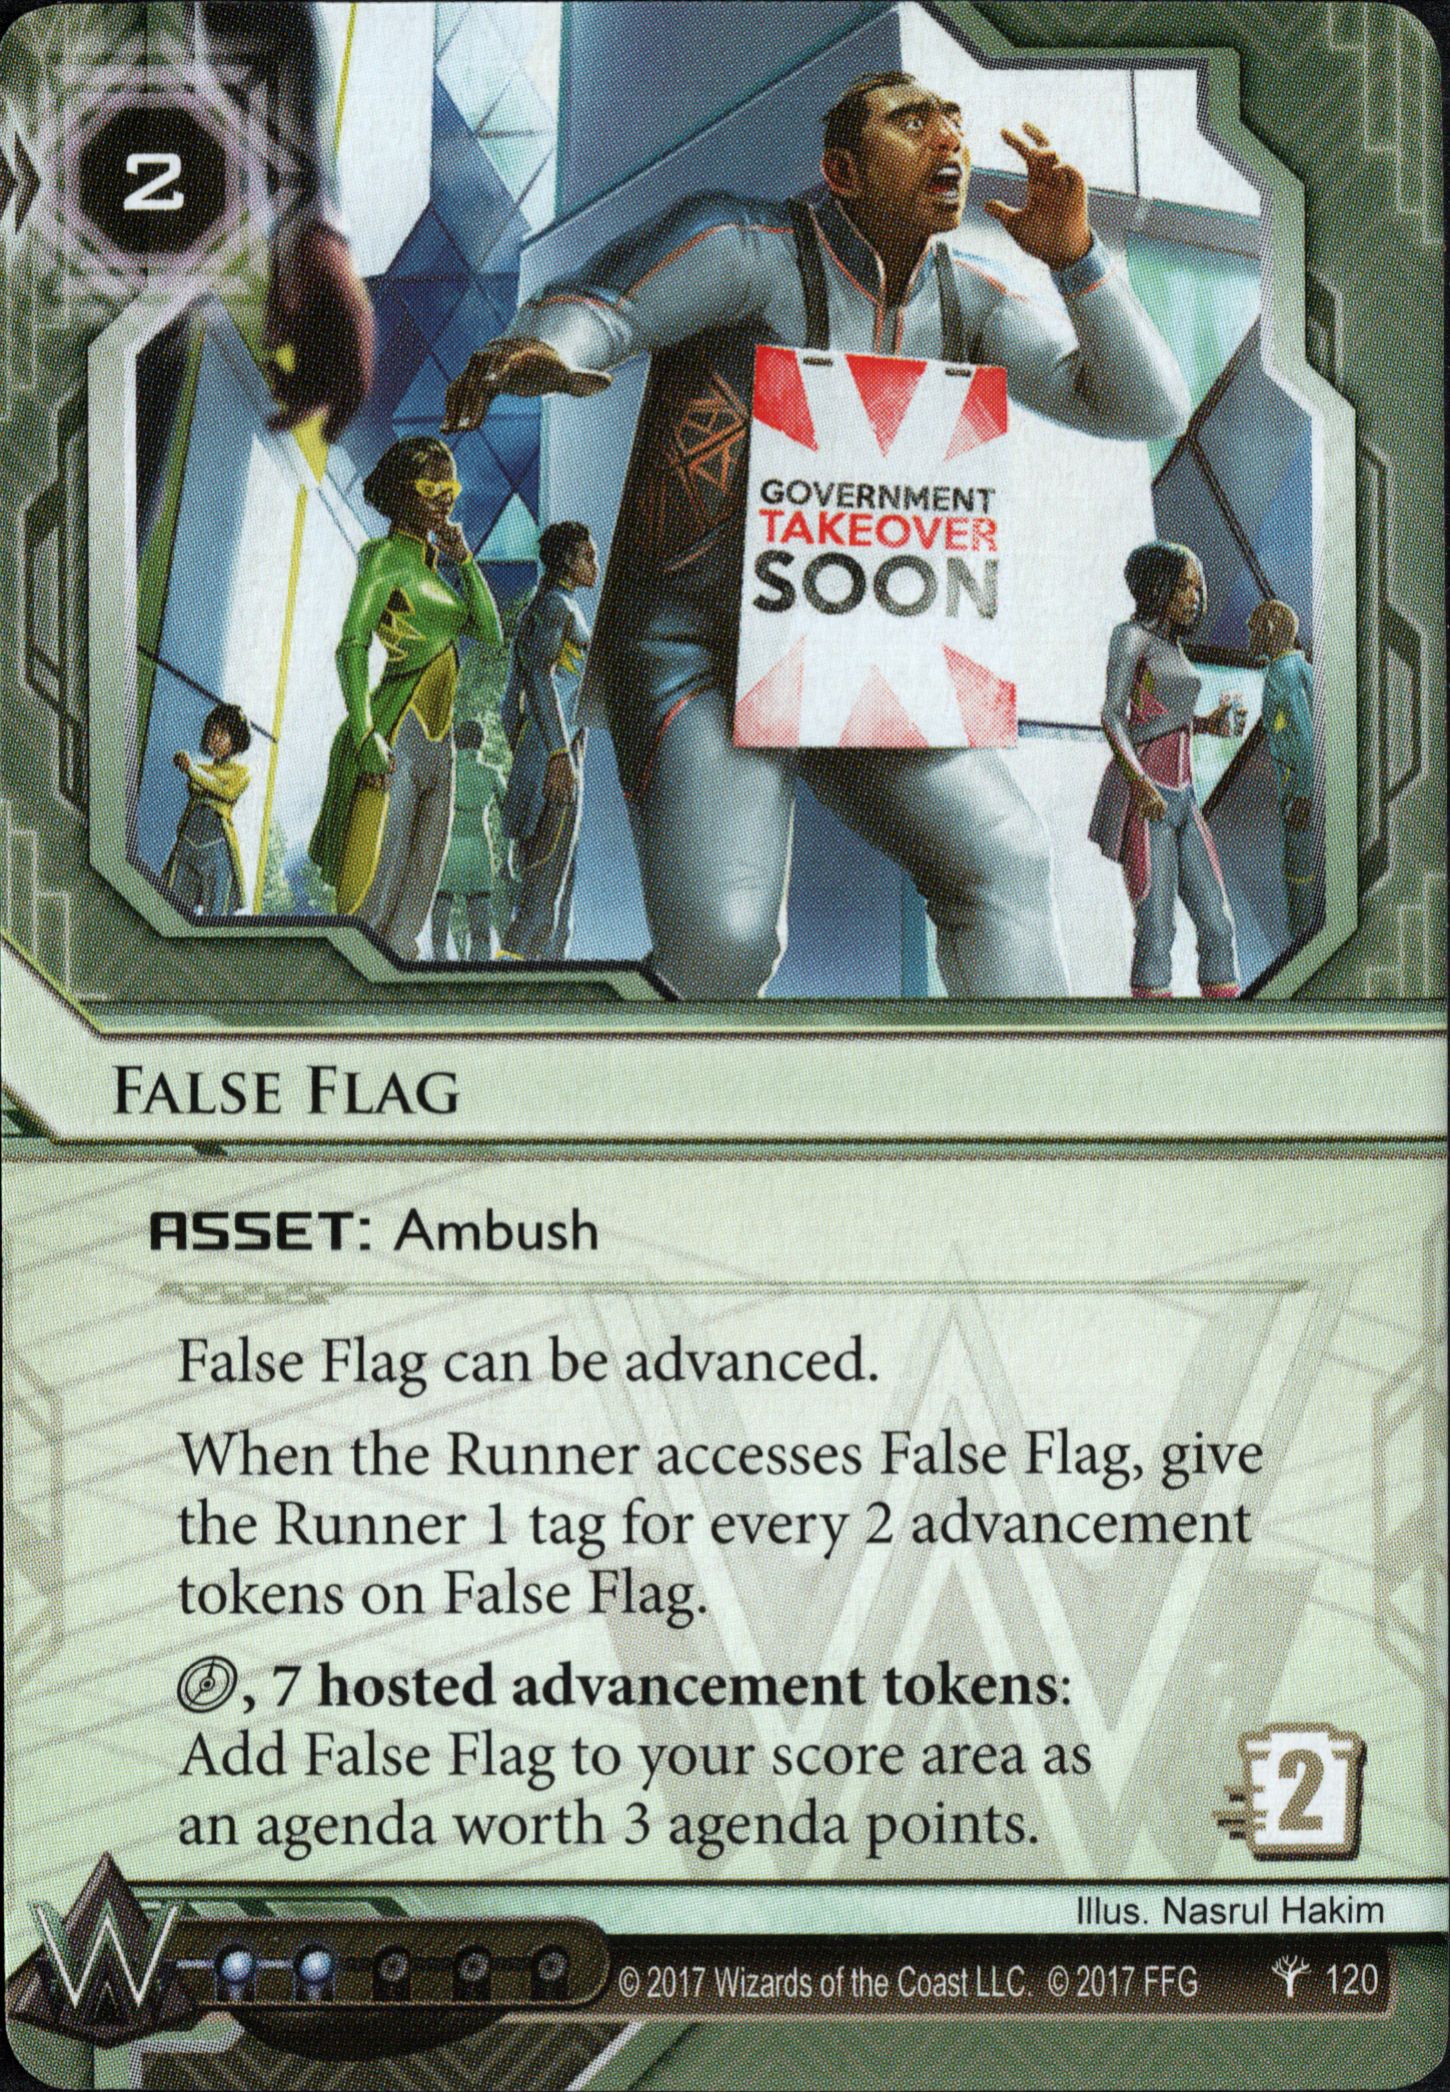 2
GOVERNMENT
TAKEOVER
SOON
FALSE FLAG
ASSET: Ambush
False Flag can be advanced.
When the Runner accesses False Flag, give
the Runner 1 tag for every 2 advancement
tokens on False Flag.
, 7 hosted advancement tokens:
Add False Flag to your score area as
an agenda worth 3 agenda points.
2
Illus. Nasrul Hakim
W
© 2017 Wizards of the Coast LLC. © 2017 FFG 120